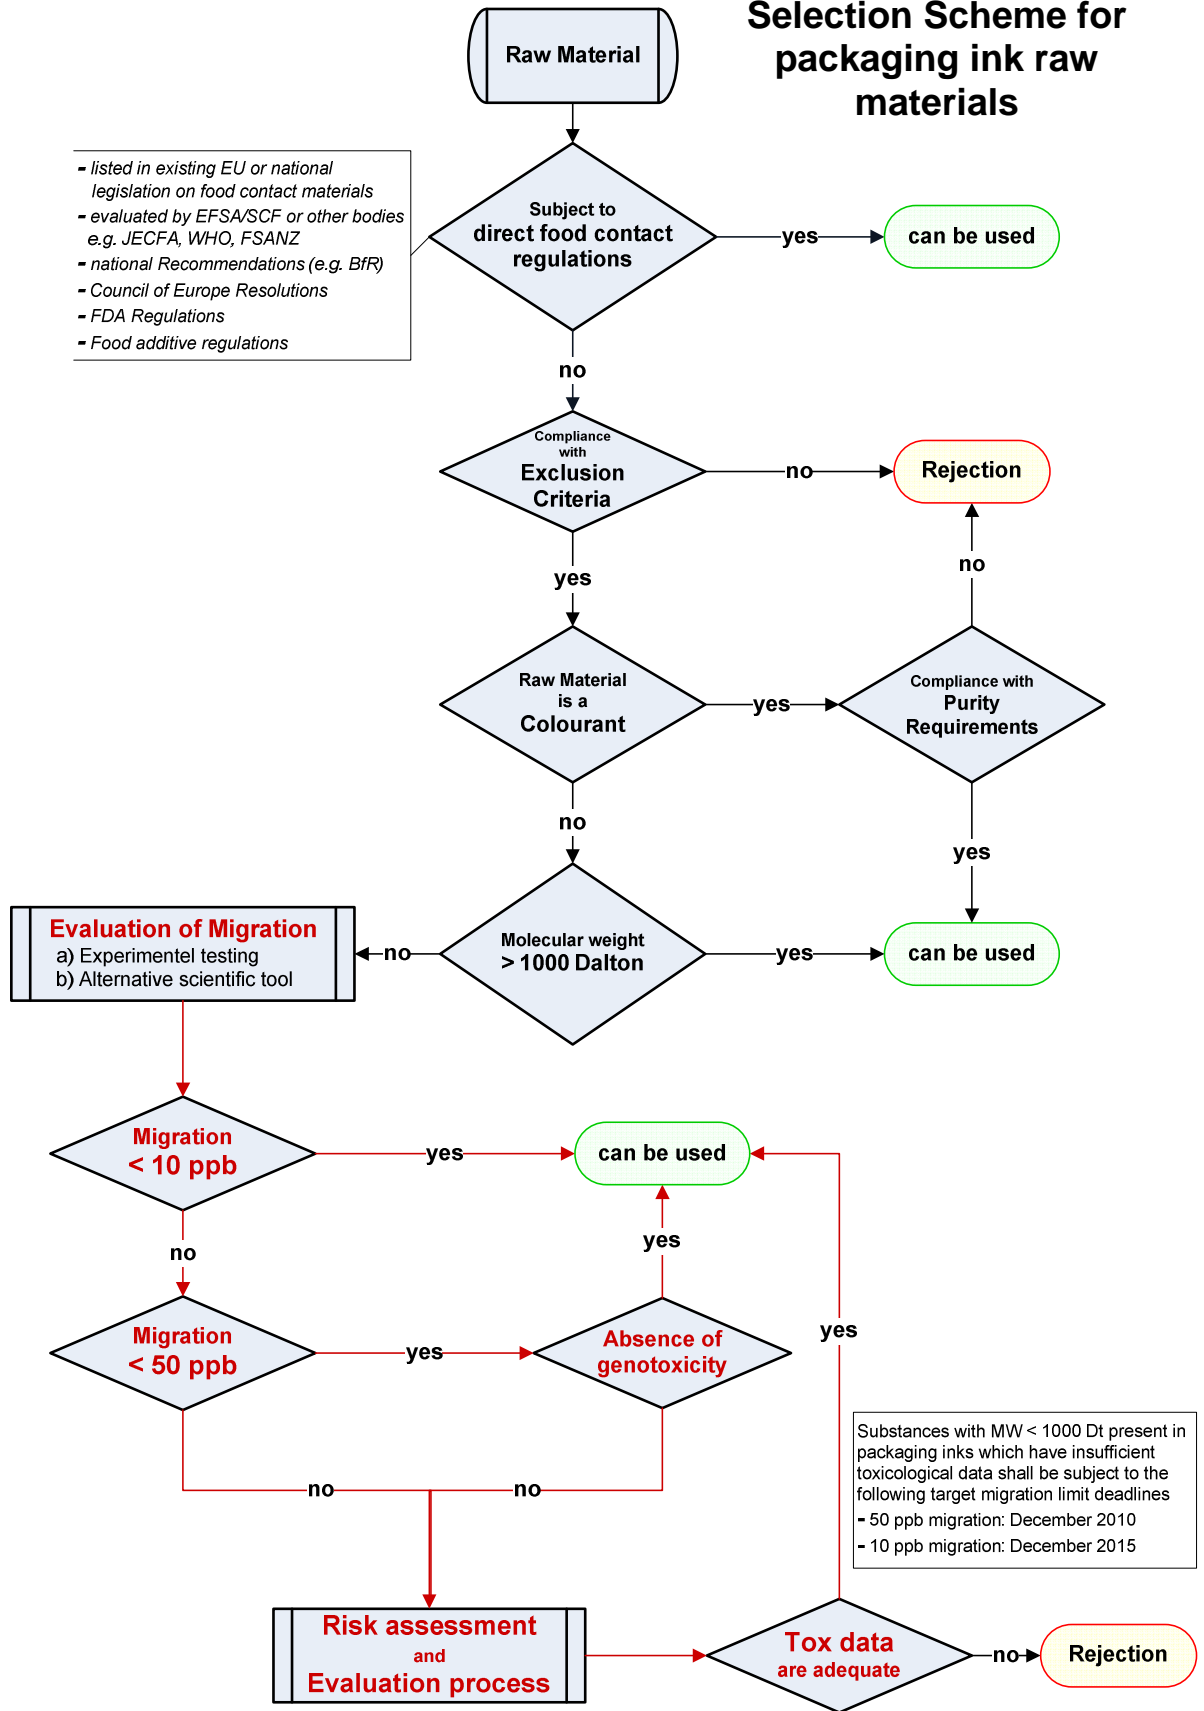 Selection Scheme for
packaging ink raw
materials
Raw Material
- listed in existing EU or national
legislation on food contact materials
- evaluated by EFSA/SCF or other bodies
e.g. JECFA, WHO, FSANZ
- national Recommendations (e.g. BfR)
- Council of Europe Resolutions
- FDA Regulations
- Food additive regulations
Subject to
direct food contact
regulations
yes
can be used
no
Compliance
with
Exclusion
Criteria
no
Rejection
yes
no
Raw Material
is a
Colourant
yes
Compliance with
Purity
Requirements
no
yes
Evaluation of Migration
a) Experimentel testing
b) Alternative scientific tool
no
Molecular weight
> 1000 Dalton
yes
can be used
Migration
< 10 ppb
yes
can be used
no
yes
Migration
< 50 ppb
yes
Absence of
genotoxicity
yes
Substances with MW < 1000 Dt present in
packaging inks which have insufficient
toxicological data shall be subject to the
following target migration limit deadlines
- 50 ppb migration: December 2010
- 10 ppb migration: December 2015
no
no
Risk assessment
and
Evaluation process
Tox data
are adequate
no
Rejection